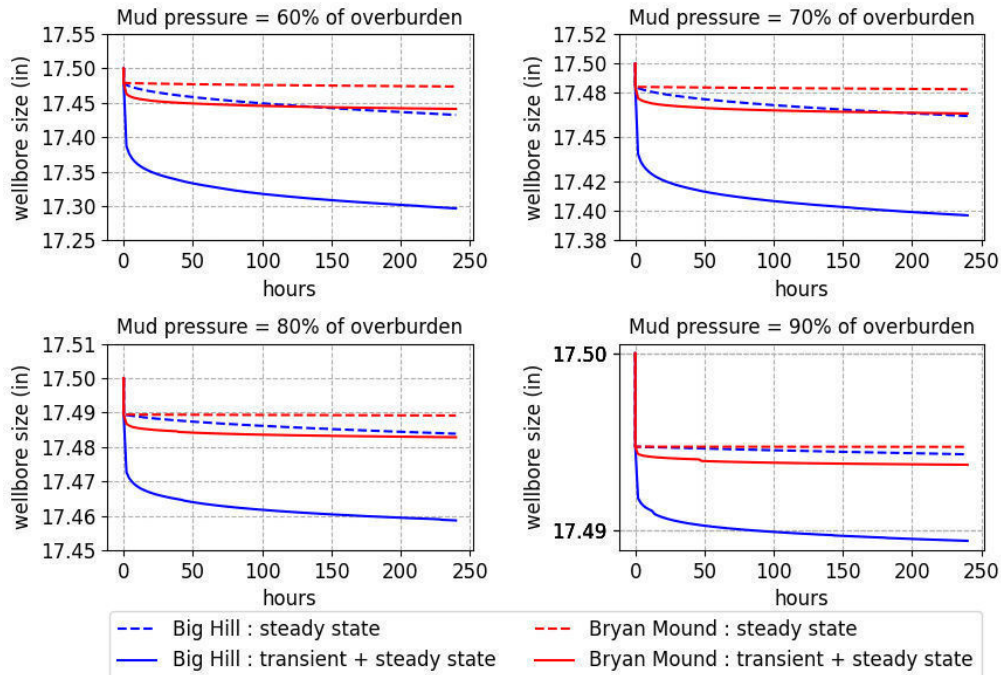 Mud pressure = 60% of overburden
17.55
17.50
17.45
17.40
17.35
17.30
17.25
wellbore size (in)
0 50 100 150 200 250
hours
Mud pressure = 70% of overburden
17.52
17.50
17.48
17.45
17.42
17.40
17.38
wellbore size (in)
0 50 100 150 200 250
hours
Mud pressure = 80% of overburden
17.51
17.50
17.49
17.48
17.47
17.46
17.45
wellbore size (in)
0 50 100 150 200 250
hours
Mud pressure = 90% of overburden
17.50
17.49
wellbore size (in)
0 50 100 150 200 250
hours
Big Hill : steady state
Big Hill : transient + steady state
Bryan Mound : steady state
Bryan Mound : transient + steady state